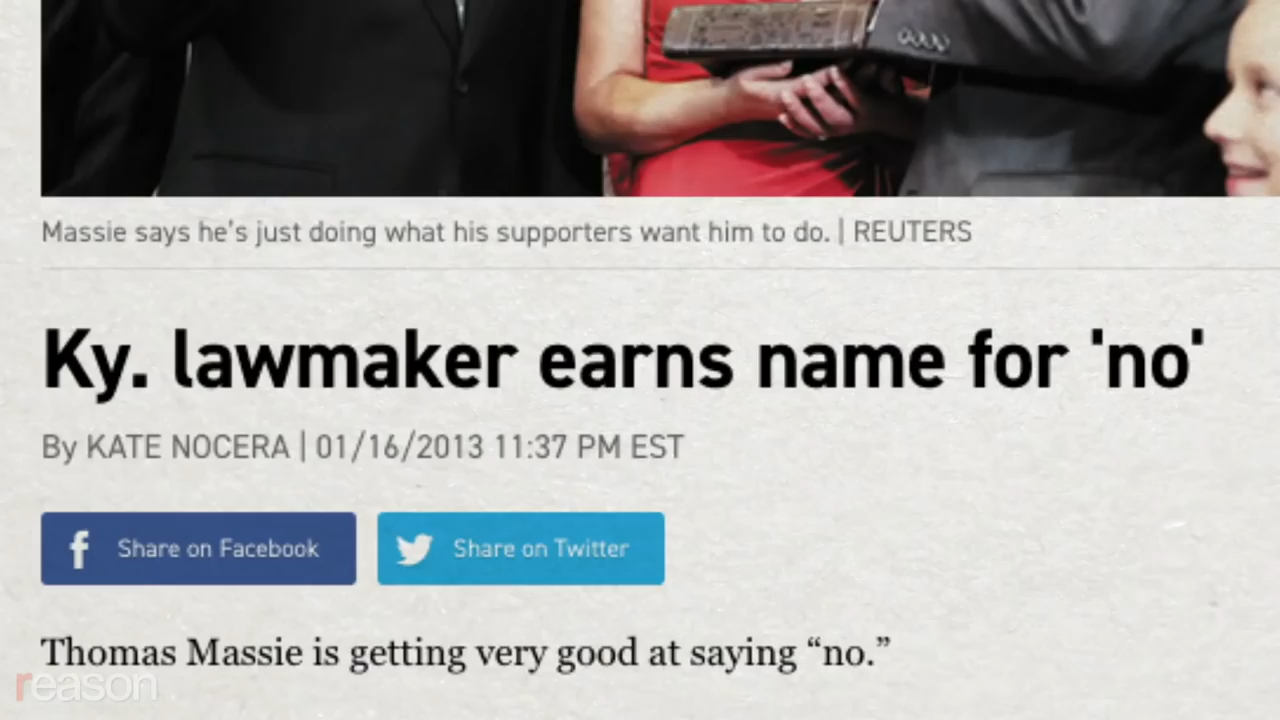 Massie says he's just doing what his supporters want him to do. | REUTERS
Ky. lawmaker earns name for 'no'
By KATE NOCERA | 01/16/2013 11:37 PM EST
f Share on Facebook Share on Twitter
Thomas Massie is getting very good at saying “no.”
reason